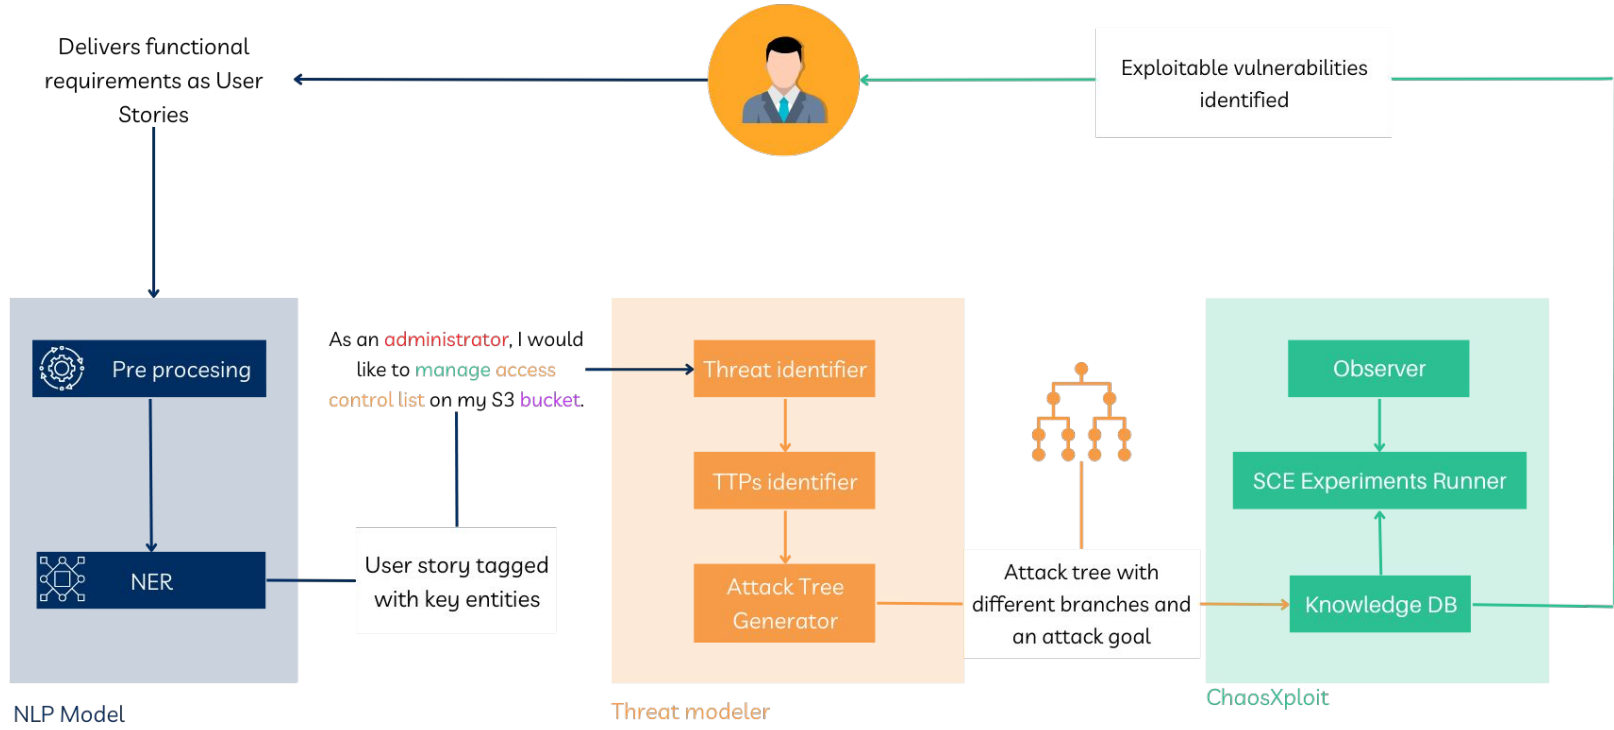 Delivers functional
requirements as User
Stories
Exploitable vulnerabilities
identified
Pre procesing
NER
NLP Model
As an administrator, I would
like to manage access
control list on my S3 bucket.
User story tagged
with key entities
Threat identifier
TTPs identifier
Attack Tree
Generator
Threat modeler
Attack tree with
different branches and
an attack goal
Observer
SCE Experiments Runner
Knowledge DB
ChaosXploit